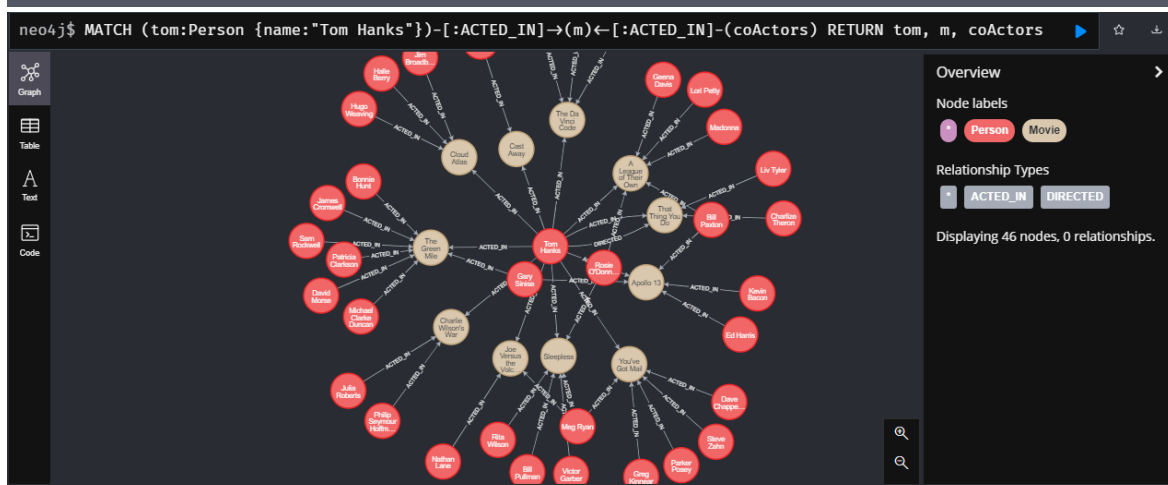 neo4j$ MATCH (tom:Person {name:"Tom Hanks"})-[:ACTED_IN]→(m)←[:ACTED_IN]-(coActors) RETURN tom, m, coActors
Graph
Table
Text
Code
Overview
Node labels
* Person Movie
Relationship Types
* ACTED_IN DIRECTED
Displaying 46 nodes, 0 relationships.
Jim
Broadb...
Halle
Berry
Hugo
Weaving
Cloud
Atlas
Cast
Away
The Da
Vinci
Code
Geena
Davis
Lori Petty
Madonna
A
League
of Their
Own
Liv Tyler
That
Thing You
Do
Bill
Paxton
Charlize
Theron
Bonnie
Hunt
James
Cromwell
Sam
Rockwell
Patricia
Clarkson
David
Morse
Michael
Clarke
Duncan
The
Green
Mile
Tom
Hanks
Gary
Sinise
Rosie
O'Donn...
Apollo 13
Kevin
Bacon
Ed Harris
Charlie
Wilson's
War
Joe
Versus
the
Volc...
Sleepless
You've
Got Mail
Julia
Roberts
Philip
Seymour
Hoffm...
Nathan
Lane
Rita
Wilson
Bill
Pullman
Victor
Garber
Meg Ryan
Greg
Kinnear
Parker
Posey
Steve
Zahn
Dave
Chappe...
ACTED_IN
DIRECTED